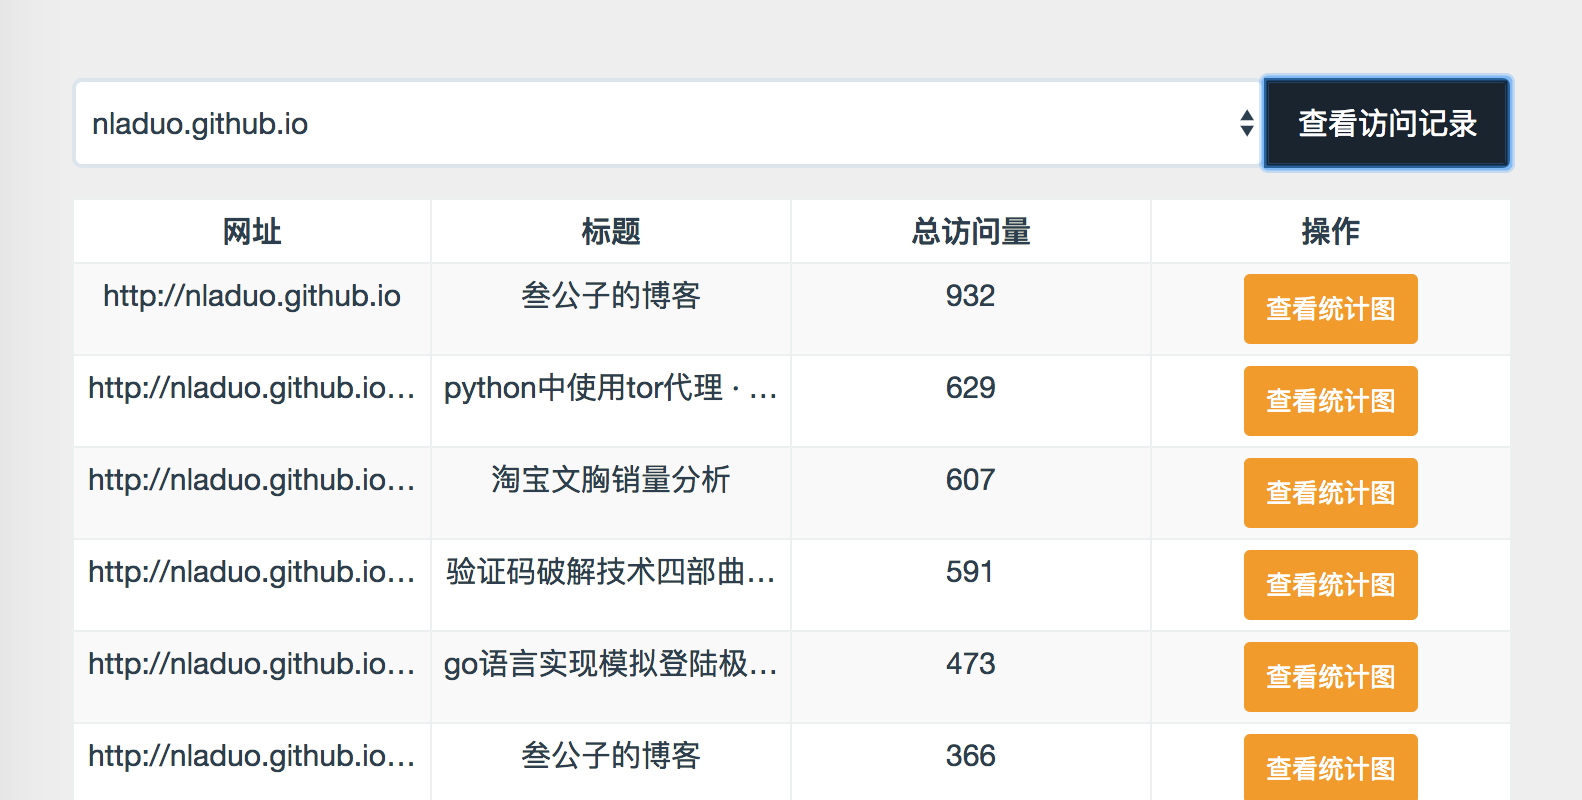 nladuo.github.io 查看访问记录
网址 标题 总访问量 操作
http://nladuo.github.io 叁公子的博客 932 查看统计图
http://nladuo.github.io... python中使用tor代理 · ... 629 查看统计图
http://nladuo.github.io... 淘宝文胸销量分析 607 查看统计图
http://nladuo.github.io... 验证码破解技术四部曲... 591 查看统计图
http://nladuo.github.io... go语言实现模拟登陆极... 473 查看统计图
http://nladuo.github.io... 叁公子的博客 366 查看统计图